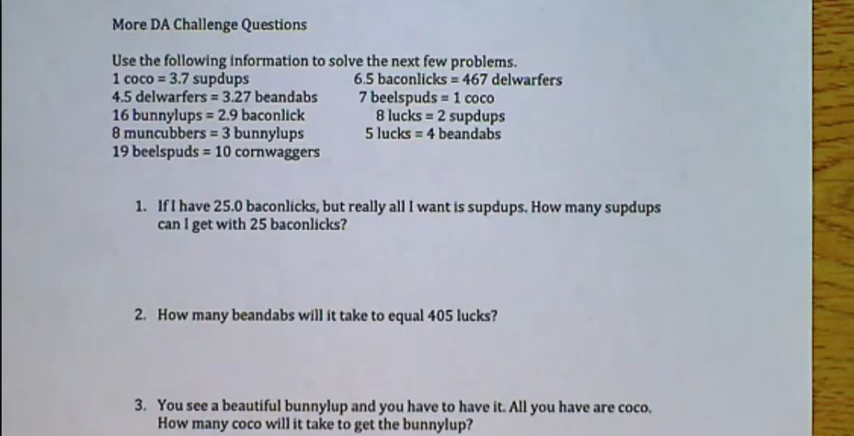 More DA Challenge Questions
Use the following information to solve the next few problems.
1 coco = 3.7 supdups 6.5 baconlicks = 467 delwarfers
4.5 delwarfers = 3.27 beandabs 7 beelspuds = 1 coco
16 bunnylups = 2.9 baconlick 8 lucks = 2 supdups
8 muncubbers = 3 bunnylups 5 lucks = 4 beandabs
19 beelspuds = 10 cornwaggers
1. If I have 25.0 baconlicks, but really all I want is supdups. How many supdups
can I get with 25 baconlicks?
2. How many beandabs will it take to equal 405 lucks?
3. You see a beautiful bunnylup and you have to have it. All you have are coco.
How many coco will it take to get the bunnylup?